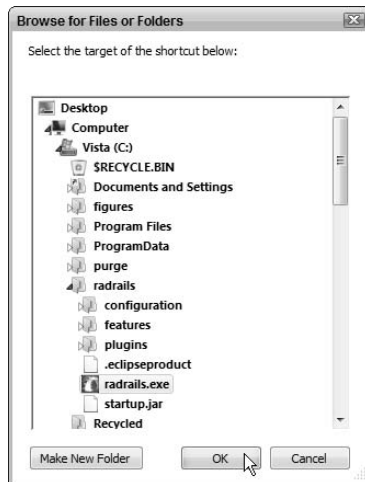 Browse for Files or Folders
Select the target of the shortcut below:
Desktop
Computer
Vista (C:)
$RECYCLE.BIN
Documents and Settings
figures
Program Files
ProgramData
purge
radrails
configuration
features
plugins
.eclipseproduct
radrails.exe
startup.jar
Recycled
Make New Folder
OK
Cancel